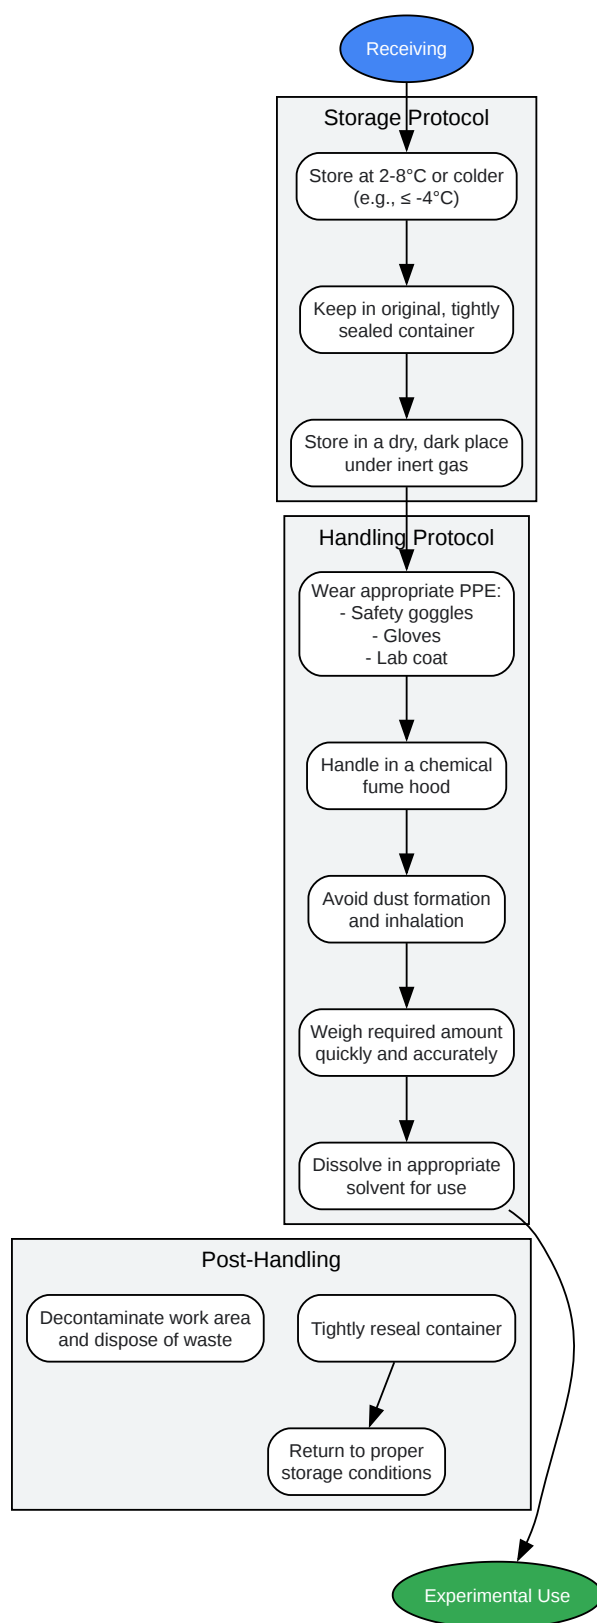 Receiving
Storage Protocol
Store at 2-8°C or colder
(e.g., ≤ -4°C)
Keep in original, tightly
sealed container
Store in a dry, dark place
under inert gas
Handling Protocol
Wear appropriate PPE:
- Safety goggles
- Gloves
- Lab coat
Handle in a chemical
fume hood
Avoid dust formation
and inhalation
Weigh required amount
quickly and accurately
Dissolve in appropriate
solvent for use
Post-Handling
Decontaminate work area
and dispose of waste
Tightly reseal container
Return to proper
storage conditions
Experimental Use